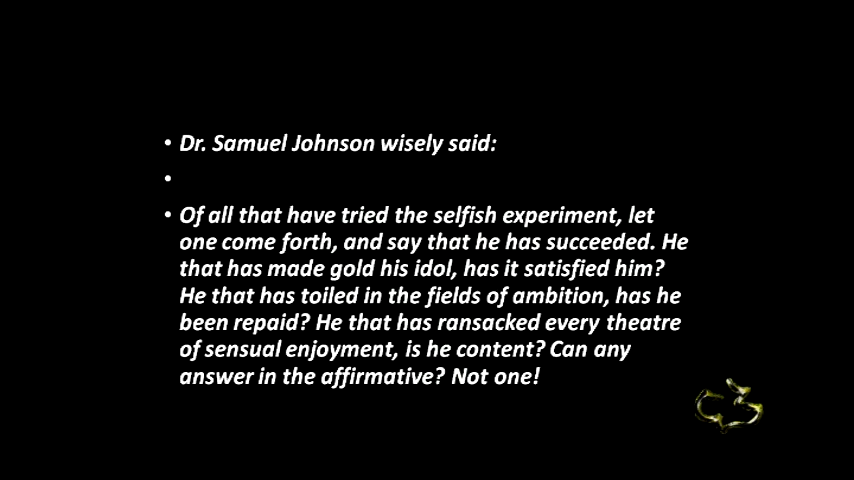 • Dr. Samuel Johnson wisely said:
•
• Of all that have tried the selfish experiment, let
one come forth, and say that he has succeeded. He
that has made gold his idol, has it satisfied him?
He that has toiled in the fields of ambition, has he
been repaid? He that has ransacked every theatre
of sensual enjoyment, is he content? Can any
answer in the affirmative? Not one!